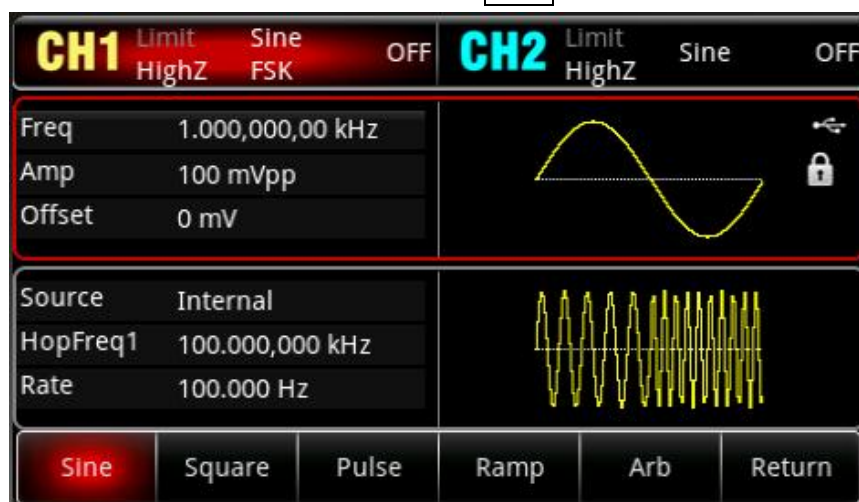 CH1 Limit Sine OFF CH2 Limit Sine OFF
HighZ FSK HighZ
Freq 1.000,000,00 kHz
Amp 100 mVpp
Offset 0 mV
Source Internal
HopFreq1 100.000,000 kHz
Rate 100.000 Hz
Sine Square Pulse Ramp Arb Return